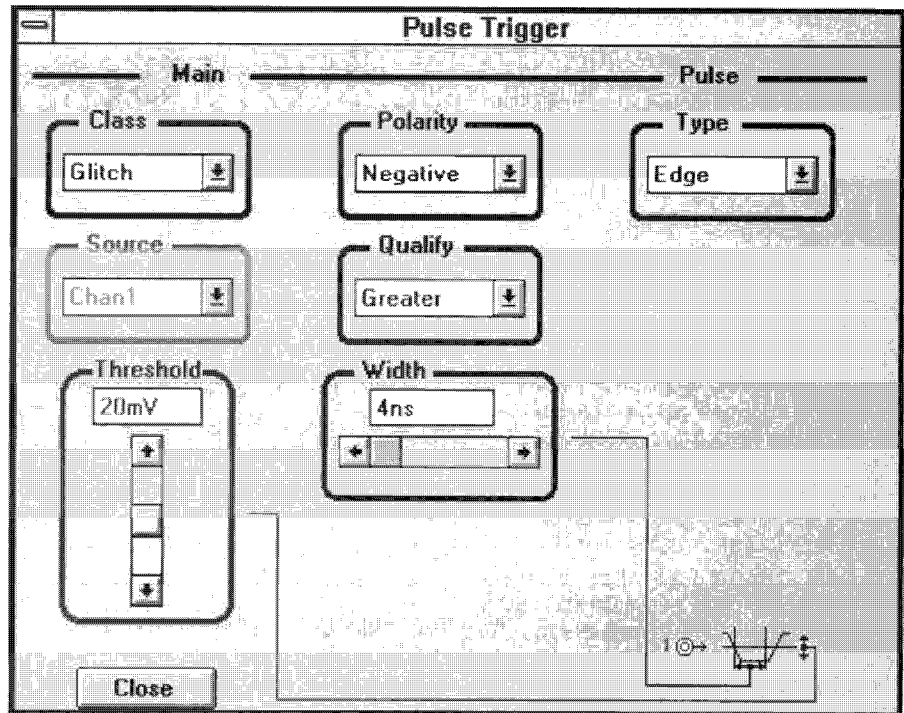 Pulse Trigger
Main
Pulse
Class
Polarity
Type
Glitch
Negative
Edge
Source
Qualify
Chan1
Greater
Threshold
Width
20mV
4ns
1
Close